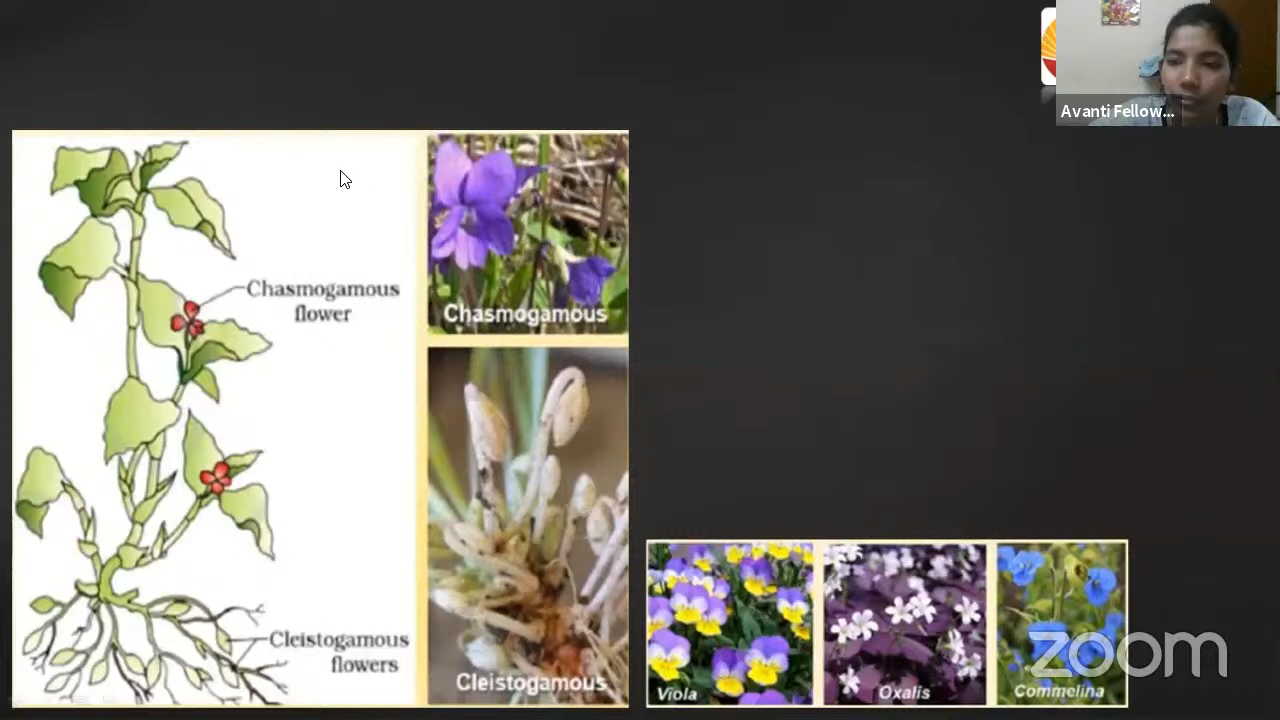 Avanti Fellow...
Chasmogamous
flower
Chasmogamous
Cleistogamous
flowers
Cleistogamous
Viola
Oxalis
Commelina
zoom